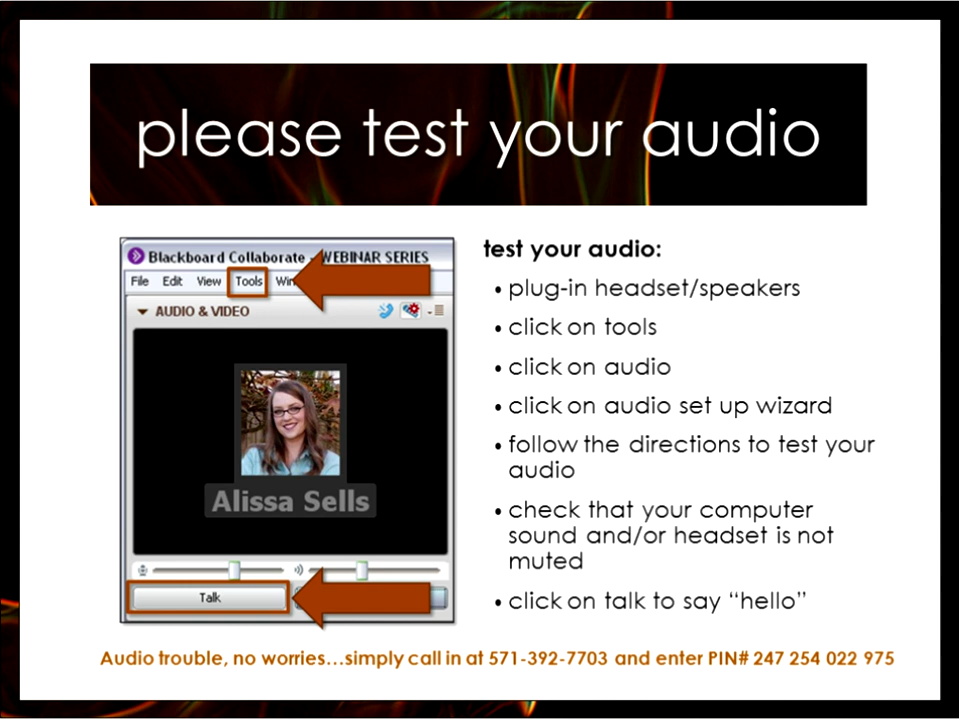 please test your audio
Blackboard Collaborate - WEBINAR SERIES
File Edit View Tools Win
AUDIO & VIDEO
Alissa Sells
Talk
test your audio:
• plug-in headset/speakers
• click on tools
• click on audio
• click on audio set up wizard
• follow the directions to test your
audio
• check that your computer
sound and/or headset is not
muted
• click on talk to say “hello”
Audio trouble, no worries…simply call in at 571-392-7703 and enter PIN# 247 254 022 975